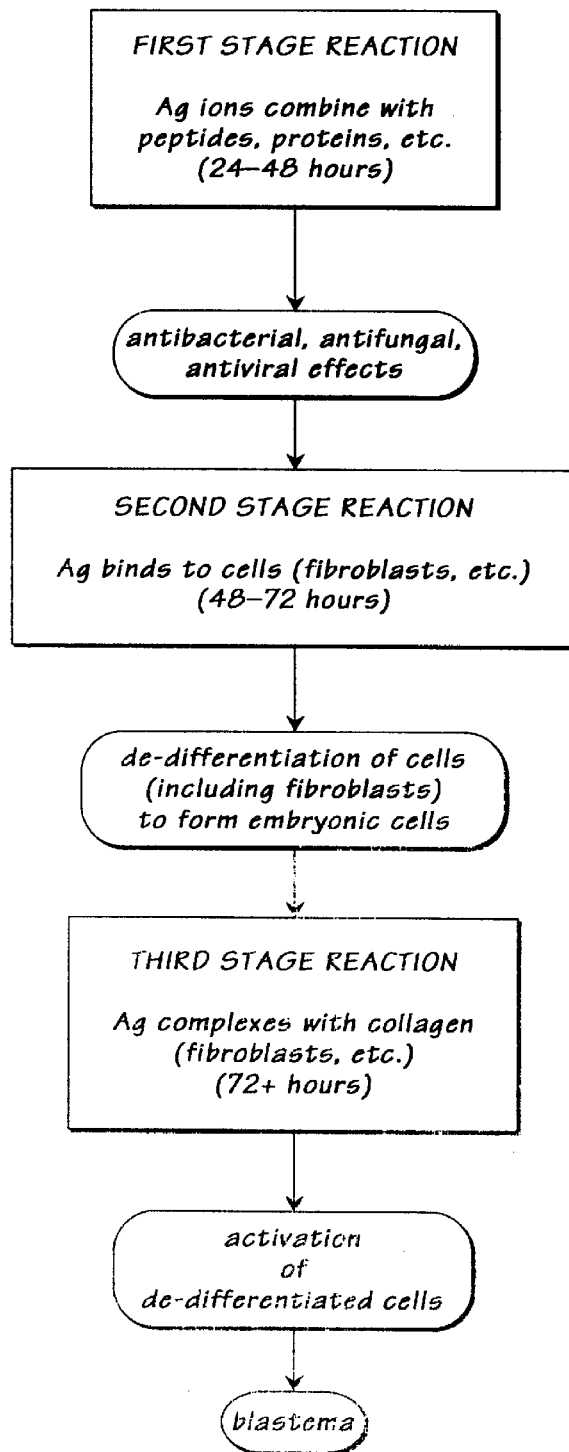 FIRST STAGE REACTION
Ag ions combine with
peptides, proteins, etc.
(24–48 hours)
antibacterial, antifungal,
antiviral effects
SECOND STAGE REACTION
Ag binds to cells (fibroblasts, etc.)
(48–72 hours)
de-differentiation of cells
(including fibroblasts)
to form embryonic cells
THIRD STAGE REACTION
Ag complexes with collagen
(fibroblasts, etc.)
(72+ hours)
activation
of
de-differentiated cells
blastema